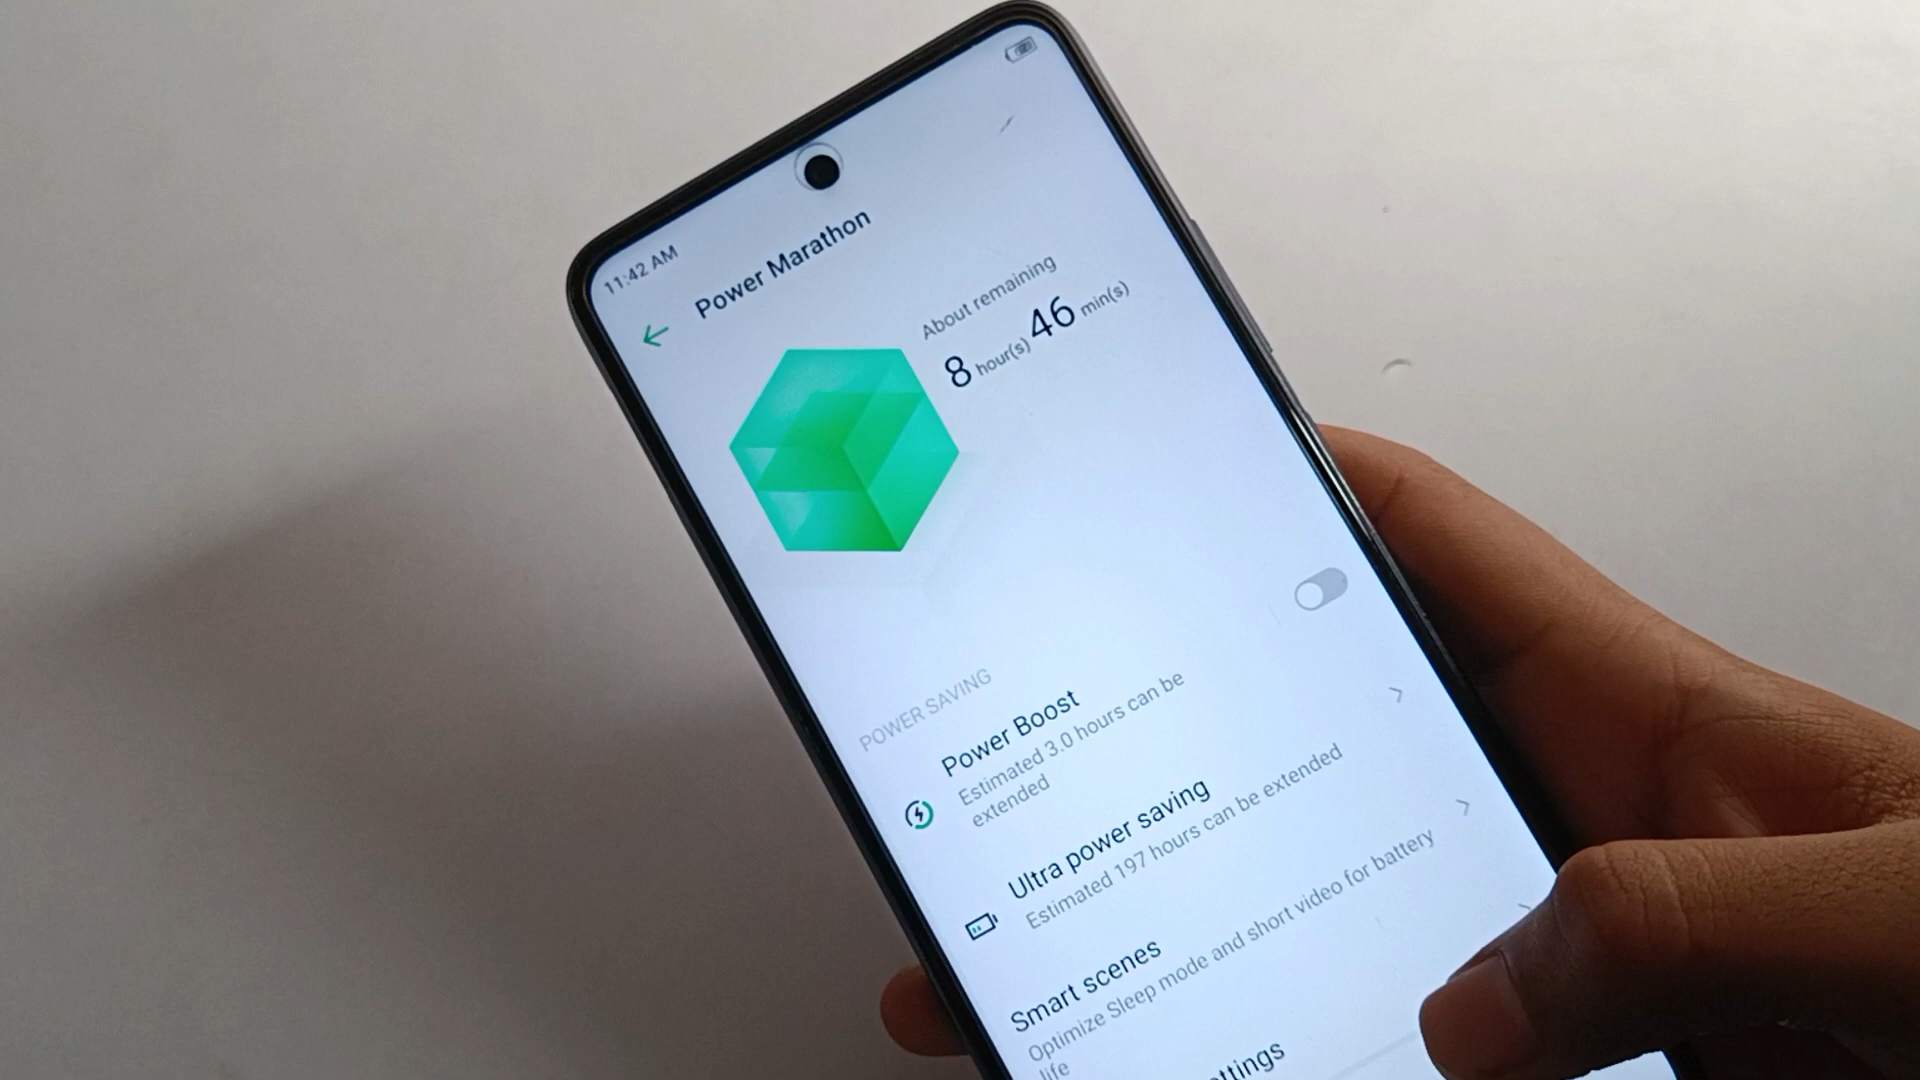 11:42 AM
Power Marathon
About remaining
8 hour(s) 46 min(s)
POWER SAVING
Power Boost
Estimated 3.0 hours can be
extended
Ultra power saving
Estimated 197 hours can be extended
Smart scenes
Optimize Sleep mode and short video for battery
life